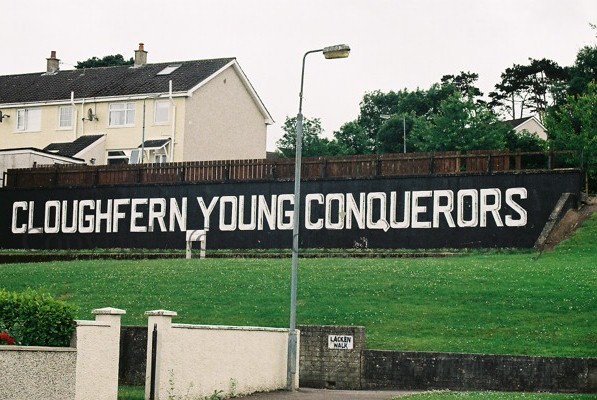 CLOUGHFERN YOUNG CONQUERORS
LACKEN
WALK